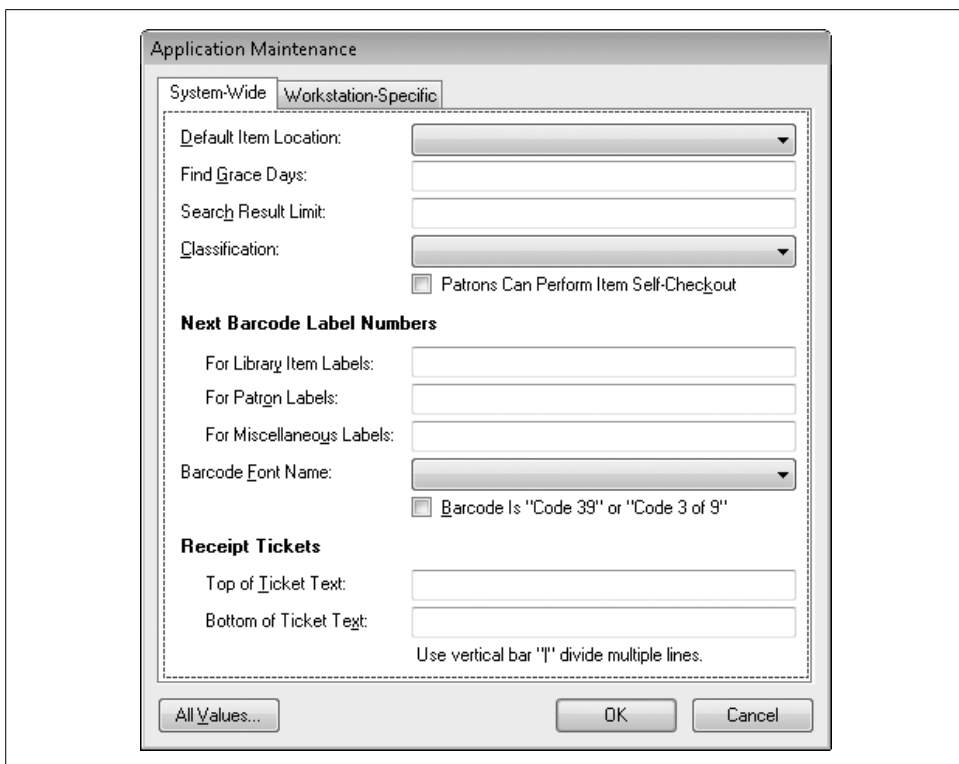 Application Maintenance
System-Wide Workstation-Specific
Default Item Location:
Find Grace Days:
Search Result Limit:
Classification:
Patrons Can Perform Item Self-Checkout
Next Barcode Label Numbers
For Library Item Labels:
For Patron Labels:
For Miscellaneous Labels:
Barcode Font Name:
Barcode Is "Code 39" or "Code 3 of 9"
Receipt Tickets
Top of Ticket Text:
Bottom of Ticket Text:
Use vertical bar "|" divide multiple lines.
All Values... OK Cancel